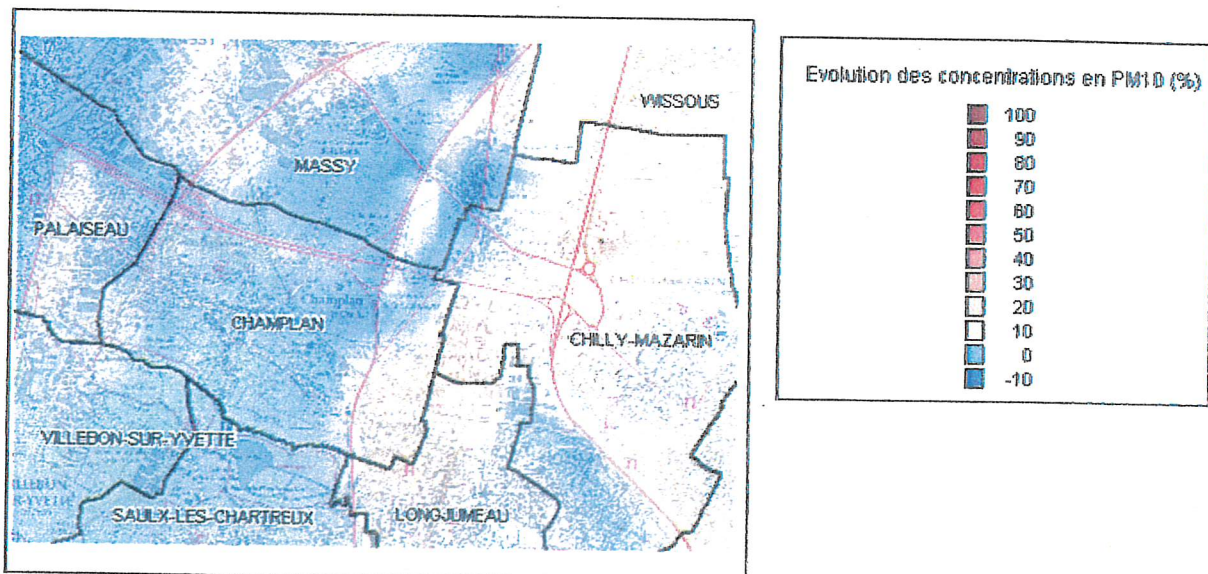 WISSOUS
MASSY
PALAISEAU
Champlan
CHAMPLAN
CHILLY-MAZARIN
VILLEBON-SUR-YVETTE
SAULX-LES-CHARTREUX
LONGJUMEAU
Evolution des concentrations en PM10 (%)
100
90
80
70
60
50
40
30
20
10
0
-10